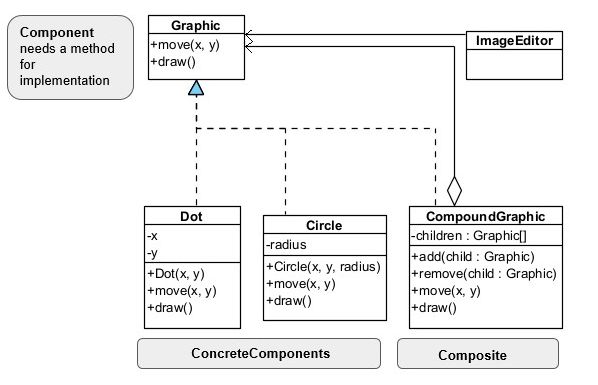 Component
needs a method
for
implementation
Graphic
+move(x, y)
+draw()
ImageEditor
Dot
-x
-y
+Dot(x, y)
+move(x, y)
+draw()
Circle
-radius
+Circle(x, y, radius)
+move(x, y)
+draw()
CompoundGraphic
-children : Graphic[]
+add(child : Graphic)
+remove(child : Graphic)
+move(x, y)
+draw()
ConcreteComponents
Composite